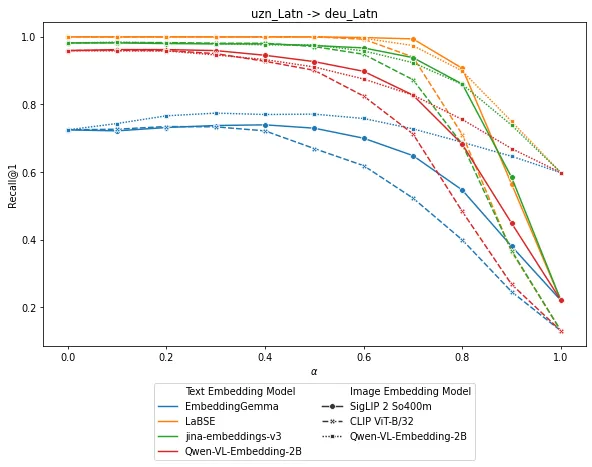 uzn_Latn -> deu_Latn
Recall@1
1.0
0.8
0.6
0.4
0.2
0.0 0.2 0.4 0.6 0.8 1.0
α
Text Embedding Model
EmbeddingGemma
LaBSE
jina-embeddings-v3
Qwen-VL-Embedding-2B
Image Embedding Model
SigLIP 2 So400m
CLIP ViT-B/32
Qwen-VL-Embedding-2B